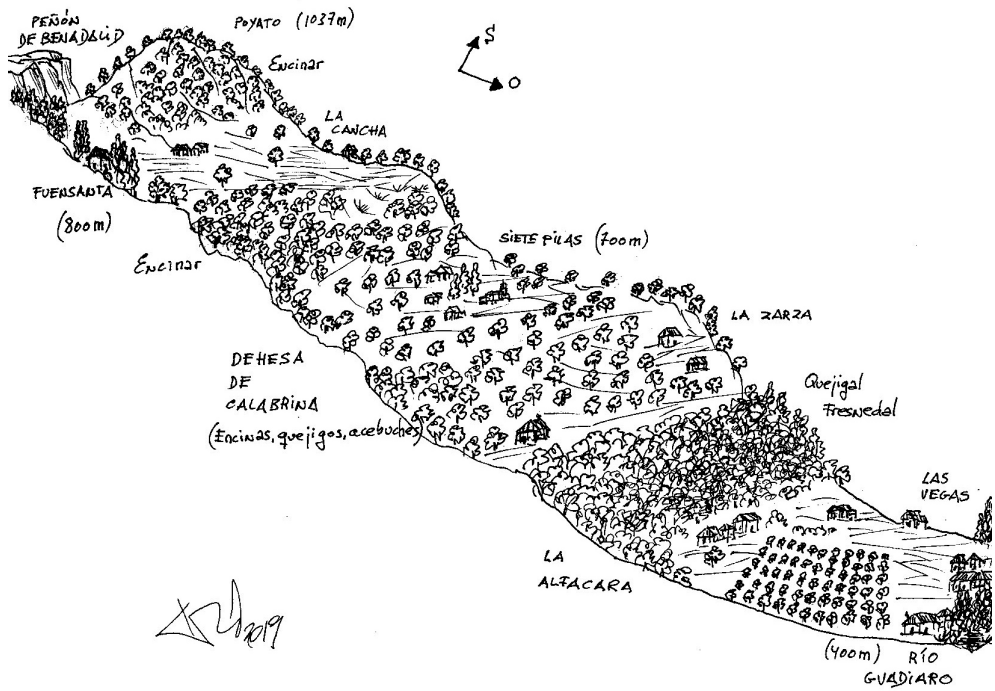 PEÑÓN
DE BENADALID
POYATO (1037m)
Encinar
S
O
LA
CANCHA
FUENSANTA
(800m)
Encinar
SIETE PILAS (700m)
LA ZARZA
DEHESA
DE
CALABRINA
(Encinas, quejigos, acebuches)
Quejigal
Fresnedal
LAS
VEGAS
LA
ALFACARA
2019
(400m)
RÍO
GUADIARO